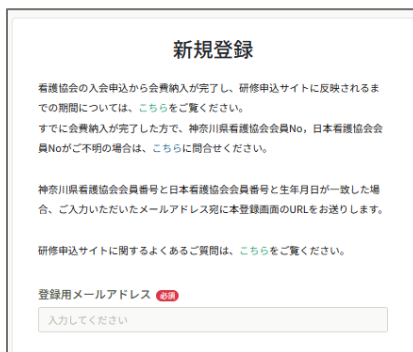 新規登録
看護協会の入会申込から会費納入が完了し、研修申込サイトに反映されるま
での期間については、こちらをご覧ください。
すでに会費納入が完了した方で、神奈川県看護協会会員No，日本看護協会会
員Noがご不明の場合は、こちらに問合せください。
神奈川県看護協会会員番号と日本看護協会会員番号と生年月日が一致した場
合、ご入力いただいたメールアドレス宛に本登録画面のURLをお送りします。
研修申込サイトに関するよくあるご質問は、こちらをご覧ください。
登録用メールアドレス 必須
入力してください